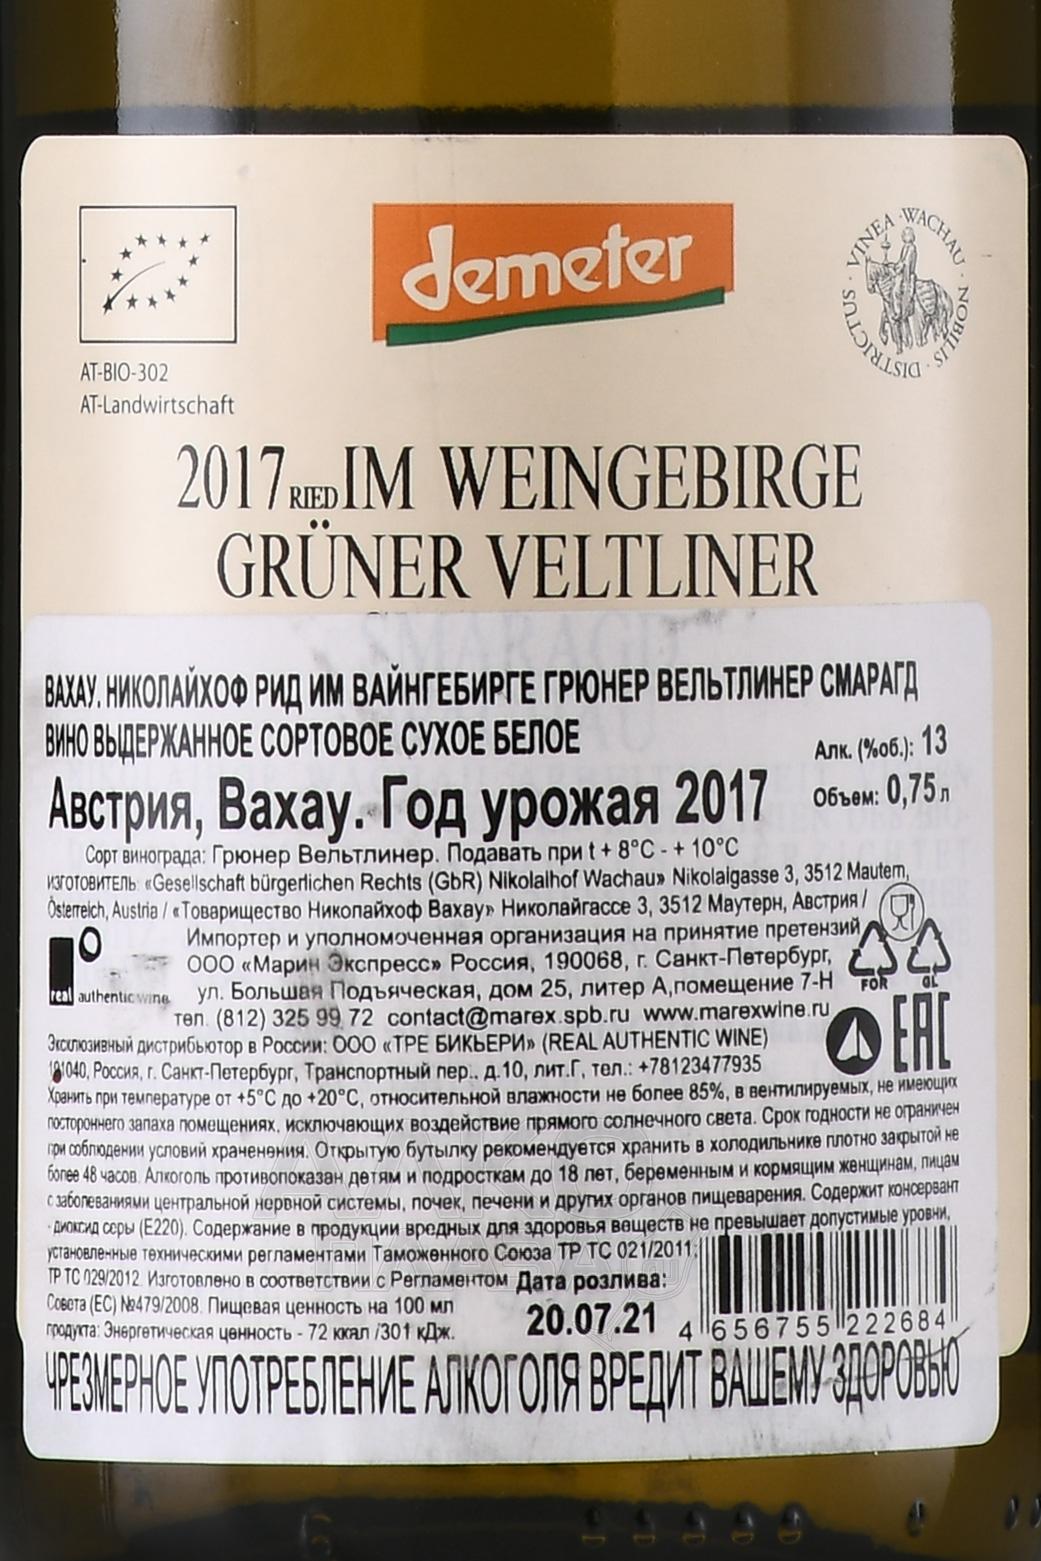 demeter
VINEA · WACHAU · NOBILIS · DISTRICTUS ·
AT-BIO-302
AT-Landwirtschaft
2017 RIED IM WEINGEBIRGE
GRÜNER VELTLINER
SMARAGD
ВАХАУ. НИКОЛАЙХОФ РИД ИМ ВАЙНГЕБИРГЕ ГРЮНЕР ВЕЛЬТЛИНЕР СМАРАГД
ВИНО ВЫДЕРЖАННОЕ СОРТОВОЕ СУХОЕ БЕЛОЕ
Алк. (%об.): 13
Австрия, Вахау. Год урожая 2017
Объем: 0,75 л
Сорт винограда: Грюнер Вельтлинер. Подавать при t + 8°C - + 10°C
ИЗГОТОВИТЕЛЬ: «Gesellschaft bürgerlichen Rechts (GbR) Nikolaihof Wachau» Nikolaigasse 3, 3512 Mautern,
Österreich, Austria / «Товарищество Николайхоф Вахау» Николайгассе 3, 3512 Маутерн, Австрия /
Импортер и уполномоченная организация на принятие претензий
ООО «Марин Экспресс» Россия, 190068, г. Санкт-Петербург,
ул. Большая Подъяческая, дом 25, литер А,помещение 7-Н
real authentic wine
FOR
GL
тел. (812) 325 99 72 contact@marex.spb.ru www.marexwine.ru
EAC
Эксклюзивный дистрибьютор в России: ООО «ТРЕ БИКЬЕРИ» (REAL AUTHENTIC WINE)
191040, Россия, г. Санкт-Петербург, Транспортный пер., д.10, лит.Г, тел.: +78123477935
Хранить при температуре от +5°C до +20°C, относительной влажности не более 85%, в вентилируемых, не имеющих
постороннего запаха помещениях, исключающих воздействие прямого солнечного света. Срок годности не ограничен
при соблюдении условий храненения. Открытую бутылку рекомендуется хранить в холодильнике плотно закрытой не
более 48 часов. Алкоголь противопоказан детям и подросткам до 18 лет, беременным и кормящим женщинам, лицам
с заболеваниями центральной нервной системы, почек, печени и других органов пищеварения. Содержит консервант
- диоксид серы (Е220). Содержание в продукции вредных для здоровья веществ не превышает допустимые уровни,
установленные техническими регламентами Таможенного Союза ТР ТС 021/2011;
ТР ТС 029/2012. Изготовлено в соответствии с Регламентом
Совета (ЕС) №479/2008. Пищевая ценность на 100 мл
продукта: Энергетическая ценность - 72 ккал /301 кДж.
Дата розлива:
20.07.21
4 656755 222684
ЧРЕЗМЕРНОЕ УПОТРЕБЛЕНИЕ АЛКОГОЛЯ ВРЕДИТ ВАШЕМУ ЗДОРОВЬЮ